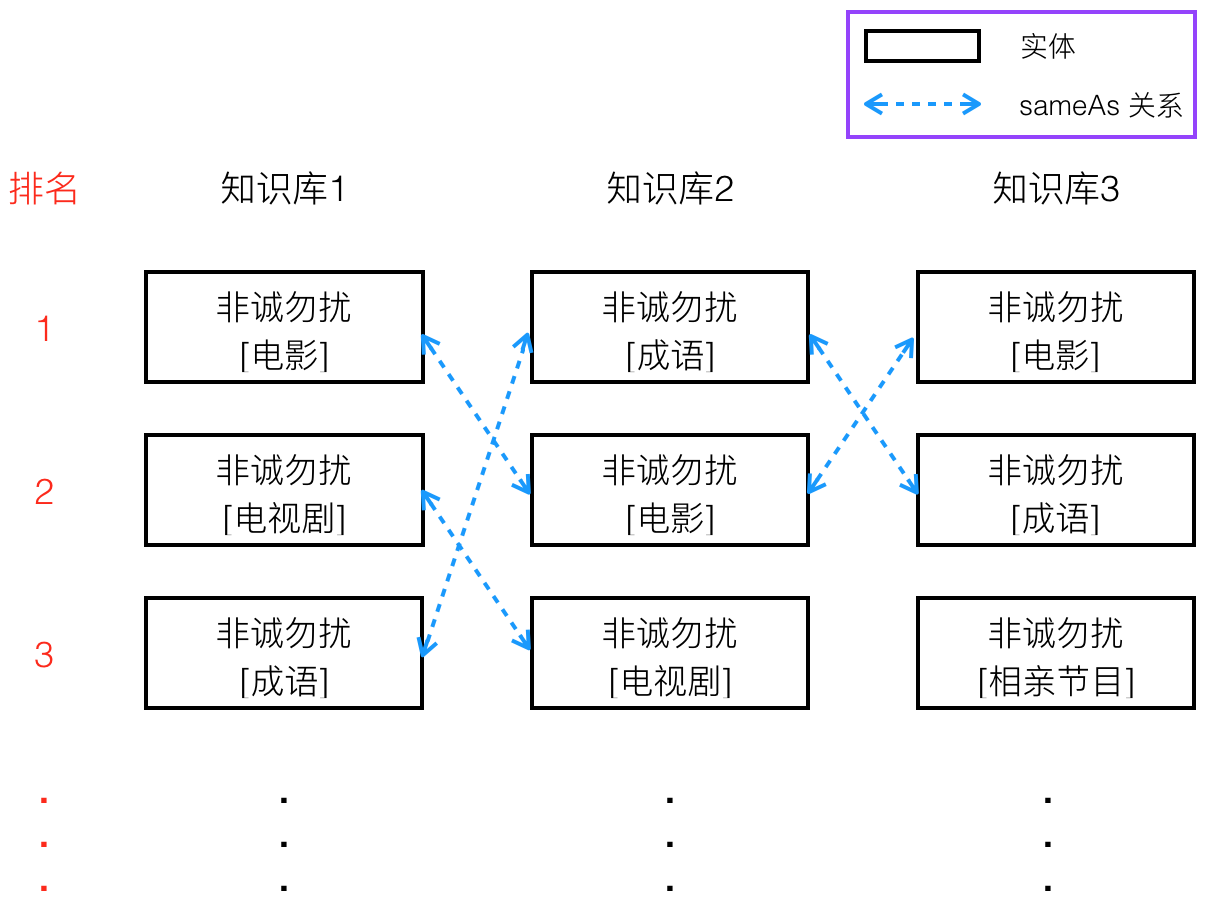 实体
sameAs 关系
排名
知识库1
知识库2
知识库3
1
非诚勿扰
[电影]
非诚勿扰
[成语]
非诚勿扰
[电影]
2
非诚勿扰
[电视剧]
非诚勿扰
[电影]
非诚勿扰
[成语]
3
非诚勿扰
[成语]
非诚勿扰
[电视剧]
非诚勿扰
[相亲节目]